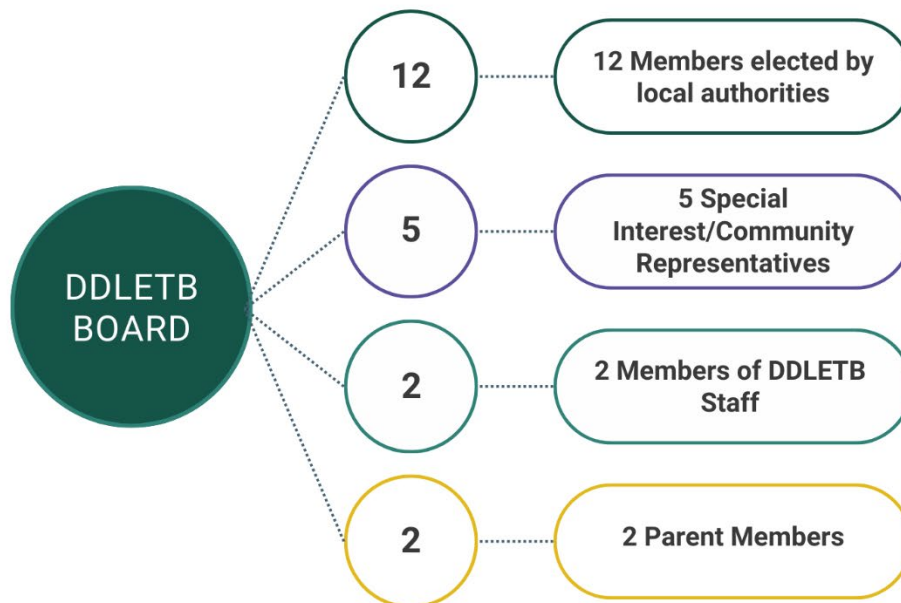 DDLETB
BOARD
12
12 Members elected by
local authorities
5
5 Special
Interest/Community
Representatives
2
2 Members of DDLETB
Staff
2
2 Parent Members